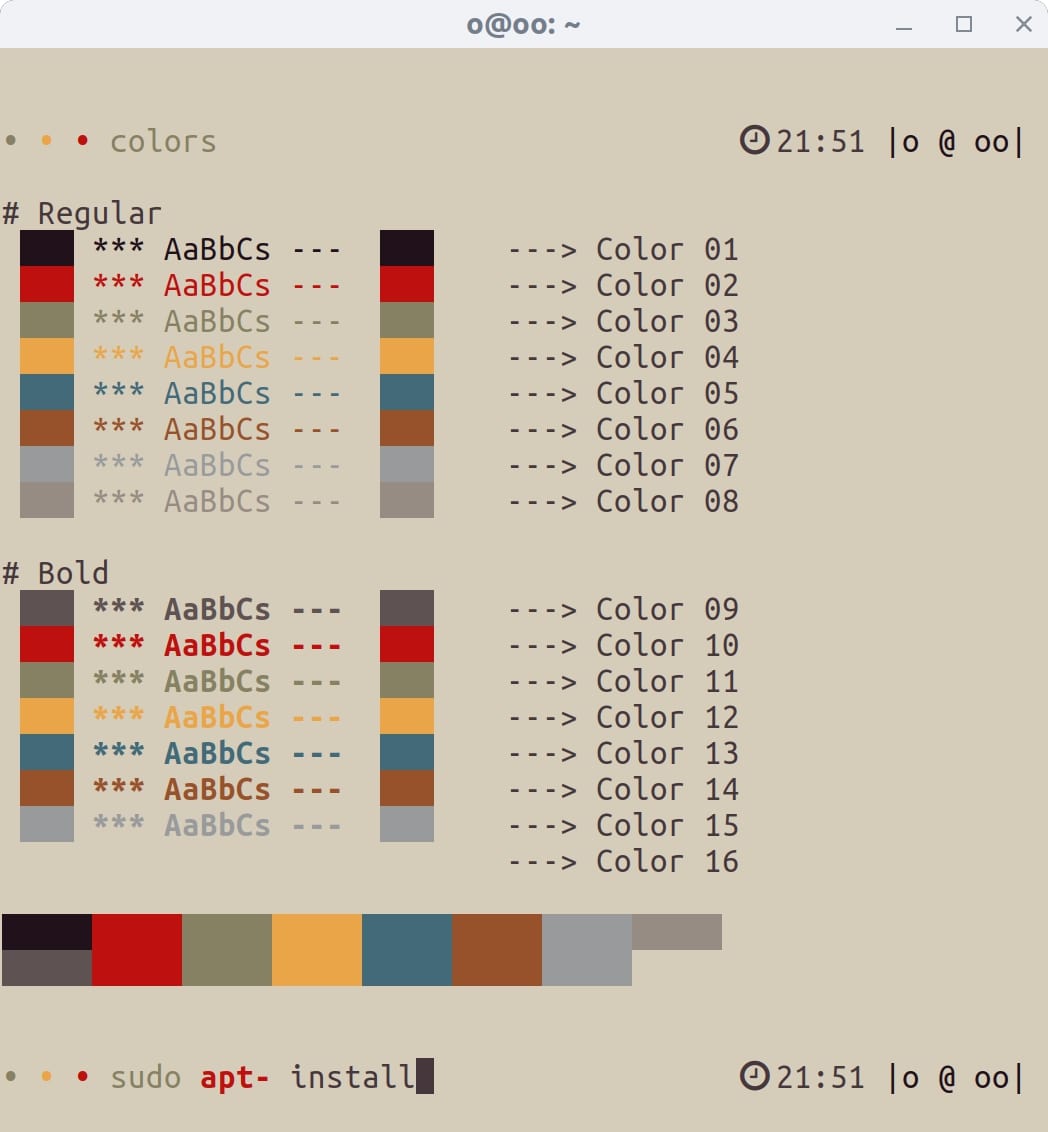 o@oo: ~
• • • colors 21:51 |o @ oo|
# Regular
*** AaBbCs --- ---> Color 01
*** AaBbCs --- ---> Color 02
*** AaBbCs --- ---> Color 03
*** AaBbCs --- ---> Color 04
*** AaBbCs --- ---> Color 05
*** AaBbCs --- ---> Color 06
*** AaBbCs --- ---> Color 07
*** AaBbCs --- ---> Color 08
# Bold
*** AaBbCs --- ---> Color 09
*** AaBbCs --- ---> Color 10
*** AaBbCs --- ---> Color 11
*** AaBbCs --- ---> Color 12
*** AaBbCs --- ---> Color 13
*** AaBbCs --- ---> Color 14
*** AaBbCs --- ---> Color 15
---> Color 16
• • • sudo apt- install 21:51 |o @ oo|